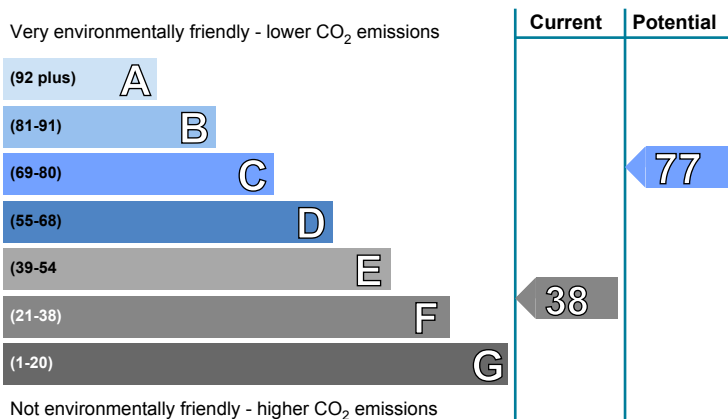 Current Potential
Very environmentally friendly - lower CO2 emissions
(92 plus) A
(81-91) B
(69-80) C
77
(55-68) D
(39-54 E
38
(21-38) F
(1-20) G
Not environmentally friendly - higher CO2 emissions